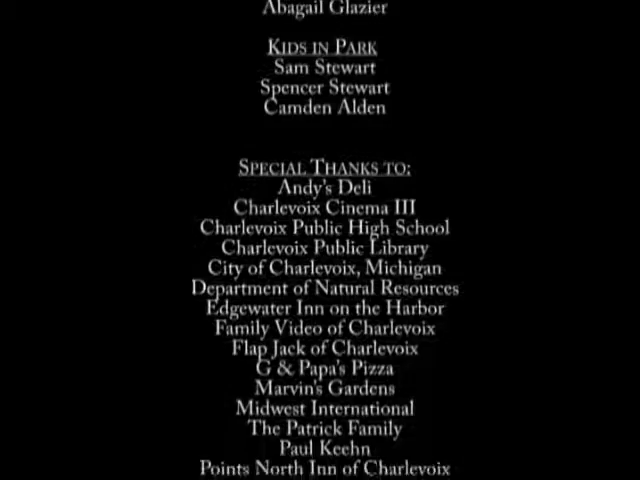 Abagail Glazier
Kids in Park
Sam Stewart
Spencer Stewart
Camden Alden
Special Thanks to:
Andy's Deli
Charlevoix Cinema III
Charlevoix Public High School
Charlevoix Public Library
City of Charlevoix, Michigan
Department of Natural Resources
Edgewater Inn on the Harbor
Family Video of Charlevoix
Flap Jack of Charlevoix
G & Papa's Pizza
Marvin's Gardens
Midwest International
The Patrick Family
Paul Keehn
Points North Inn of Charlevoix